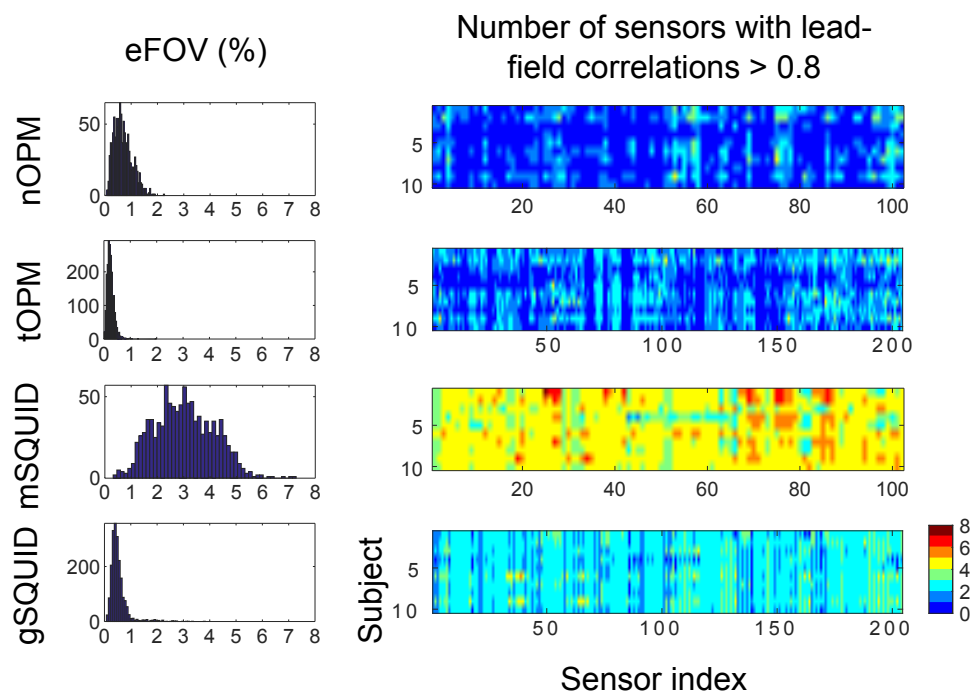 eFOV (%)
Number of sensors with lead-
field correlations > 0.8
nOPM
50
0
0 1 2 3 4 5 6 7 8
5
10
20 40 60 80 100
tOPM
200
100
0
0 1 2 3 4 5 6 7 8
5
10
50 100 150 200
mSQUID
50
0
0 1 2 3 4 5 6 7 8
5
10
20 40 60 80 100
gSQUID
200
0
0 1 2 3 4 5 6 7 8
Subject
5
10
50 100 150 200
8
6
4
2
0
Sensor index